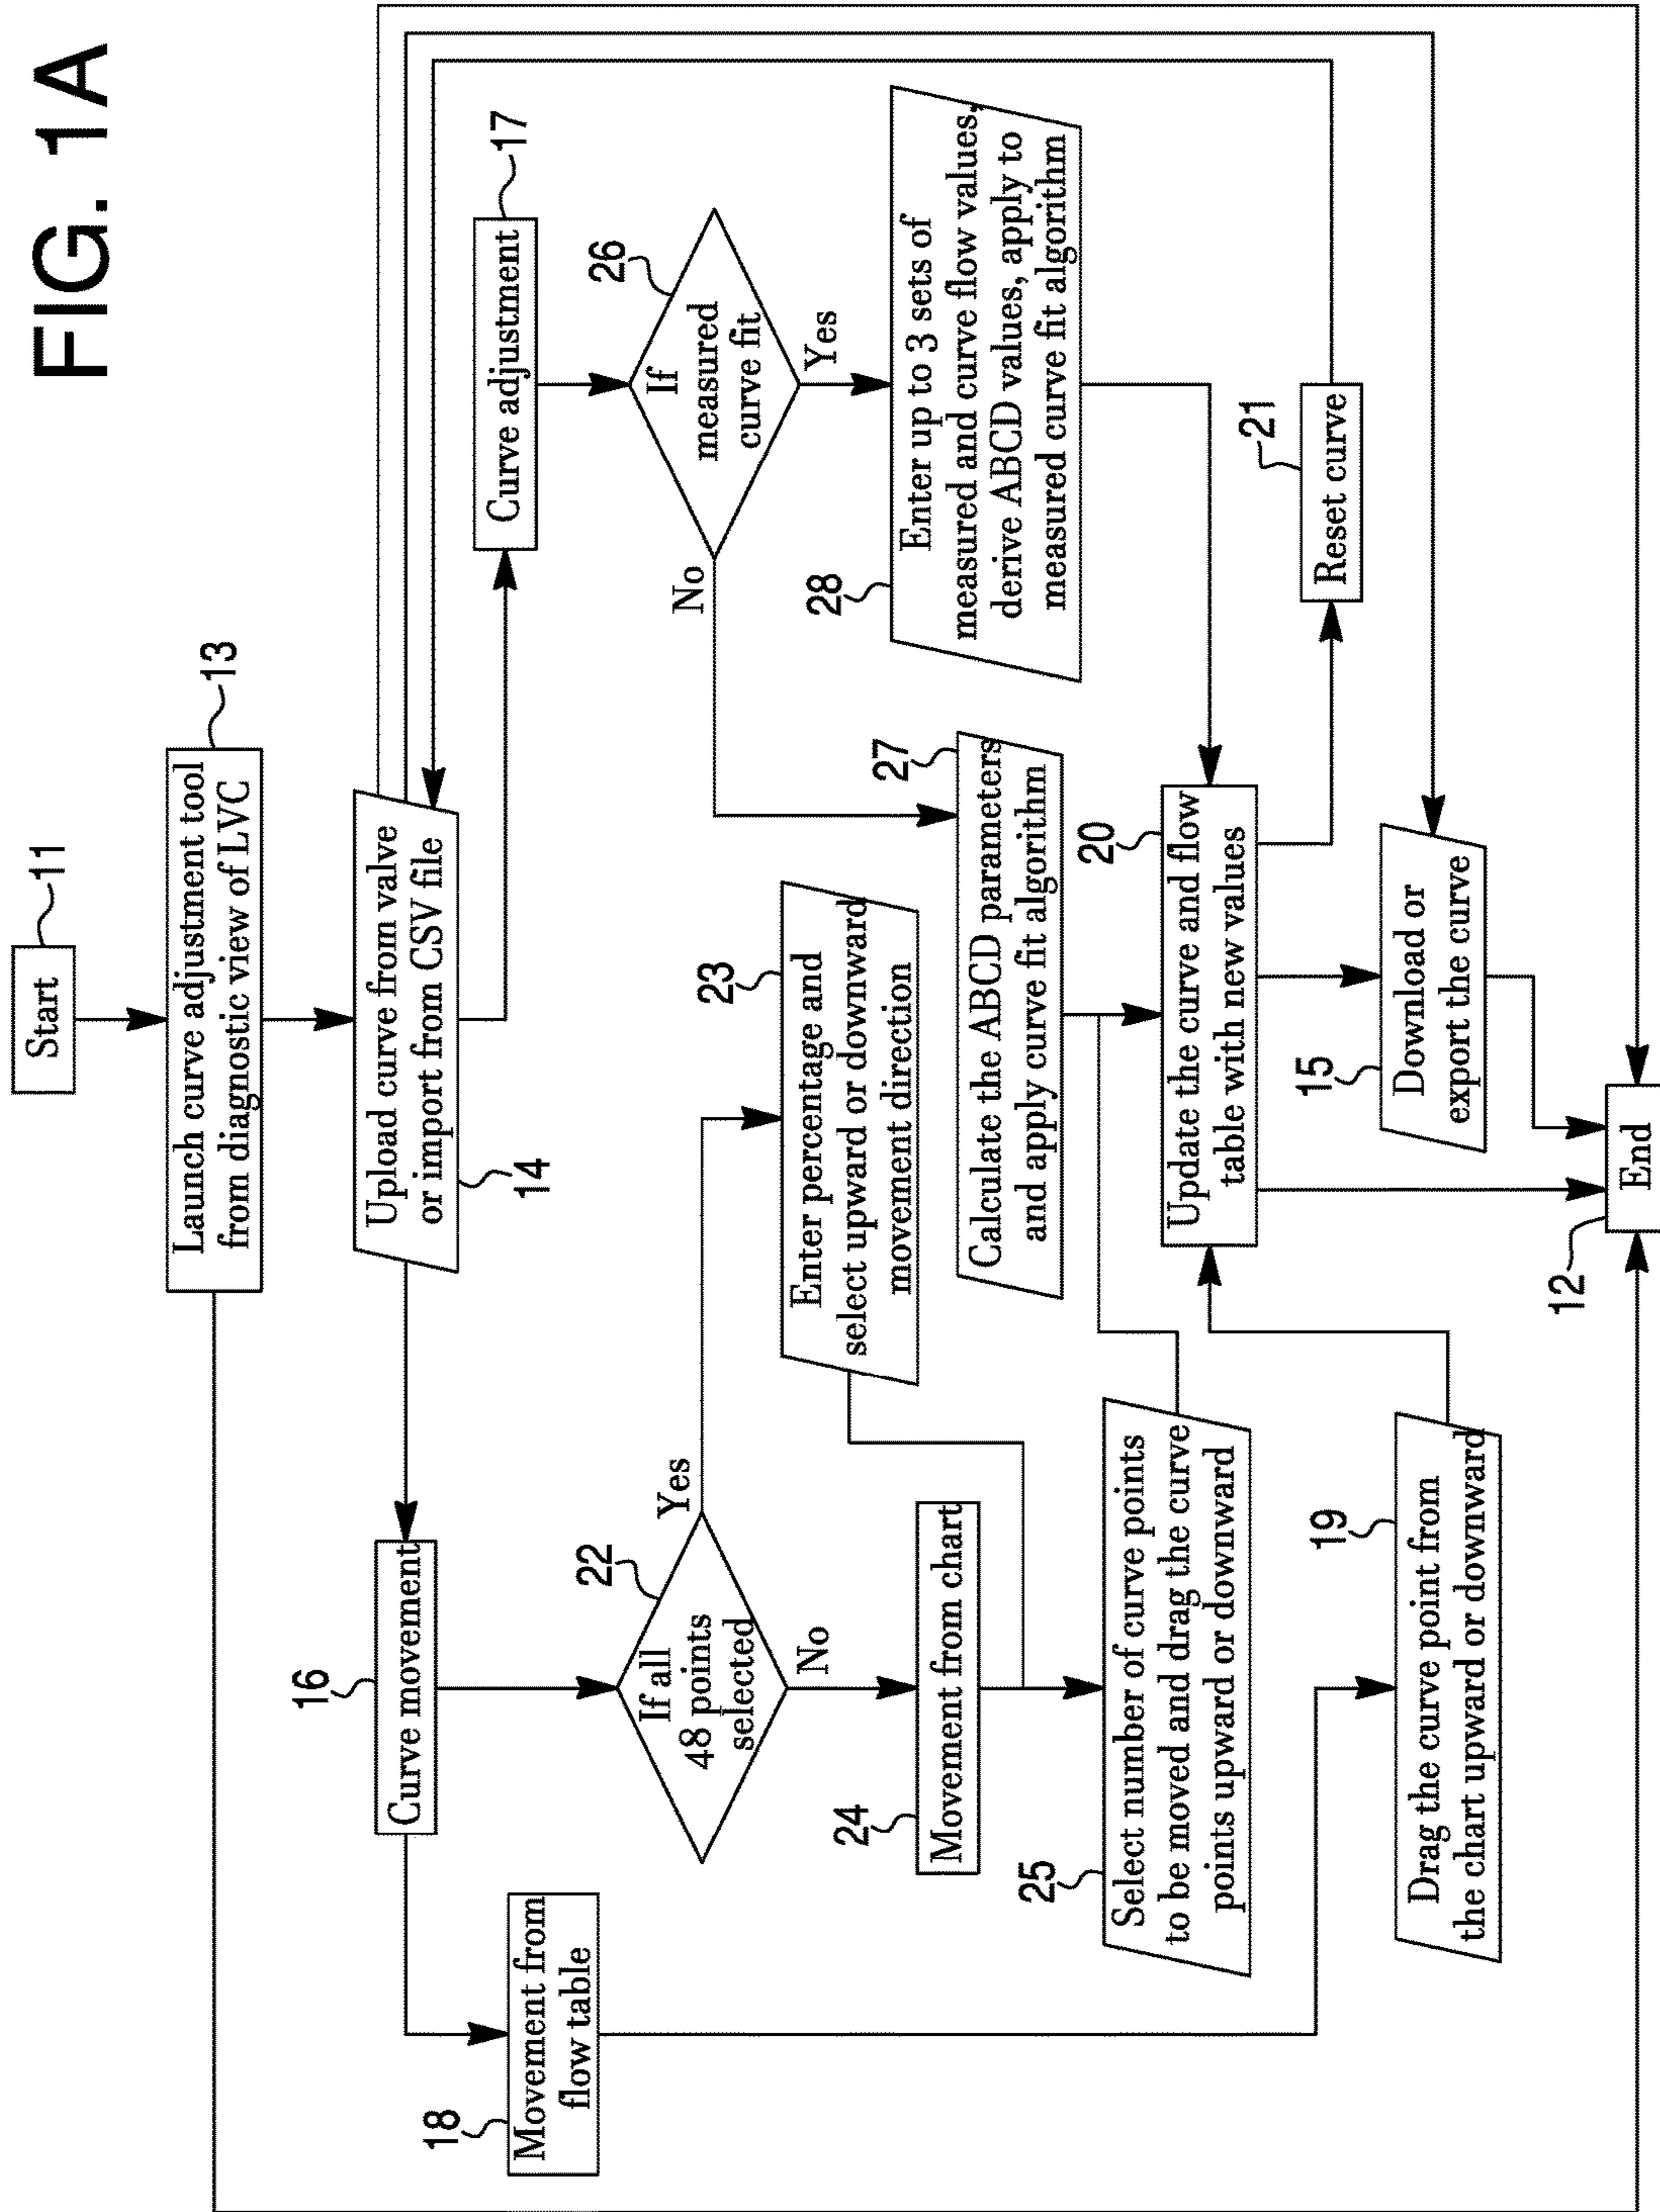 FIG. 1A
Start
11
Launch curve adjustment tool
from diagnostic view of LVC
13
Upload curve from valve
or import from CSV file
14
Curve movement
16
Curve adjustment
17
Movement from
flow table
18
If all
48 points
selected
22
Yes
No
If
measured
curve fit
26
No
Yes
Enter percentage and
select upward or downward
movement direction
23
Movement from chart
24
Enter up to 3 sets of
measured and curve flow values,
derive ABCD values, apply to
measured curve fit algorithm
28
Calculate the ABCD parameters
and apply curve fit algorithm
27
Select number of curve points
to be moved and drag the curve
points upward or downward
25
Update the curve and flow
table with new values
20
Reset curve
21
Drag the curve point from
the chart upward or downward
19
Download or
export the curve
15
End
12